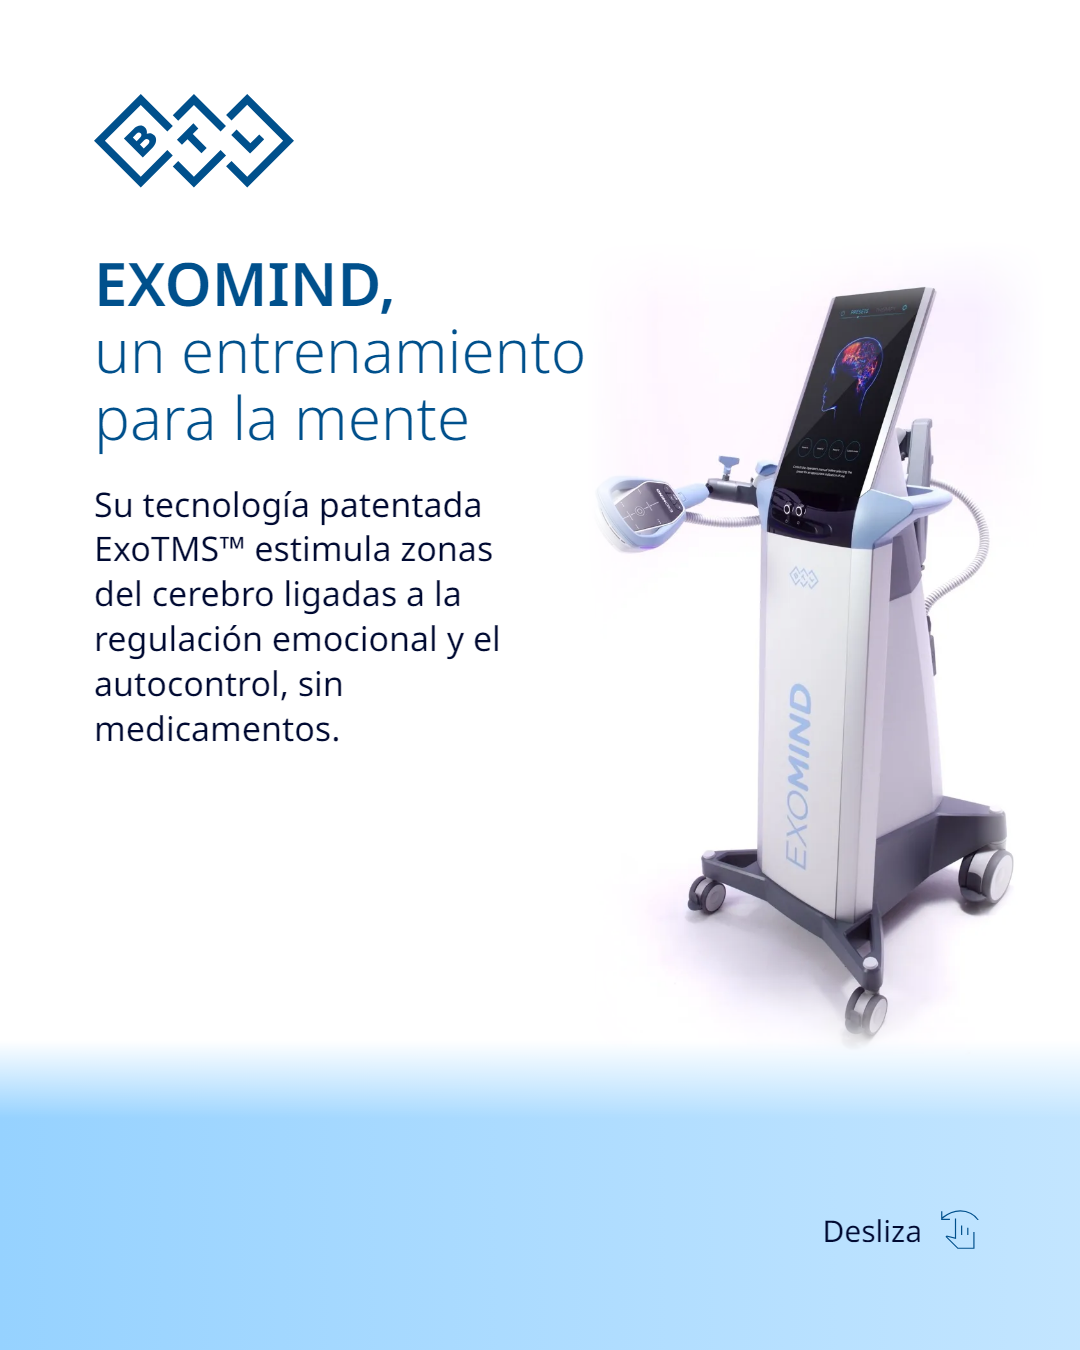 BTL
EXOMIND,
un entrenamiento
para la mente
Su tecnología patentada
ExoTMS™ estimula zonas
del cerebro ligadas a la
regulación emocional y el
autocontrol, sin
medicamentos.
BTL
EXOMIND
Desliza